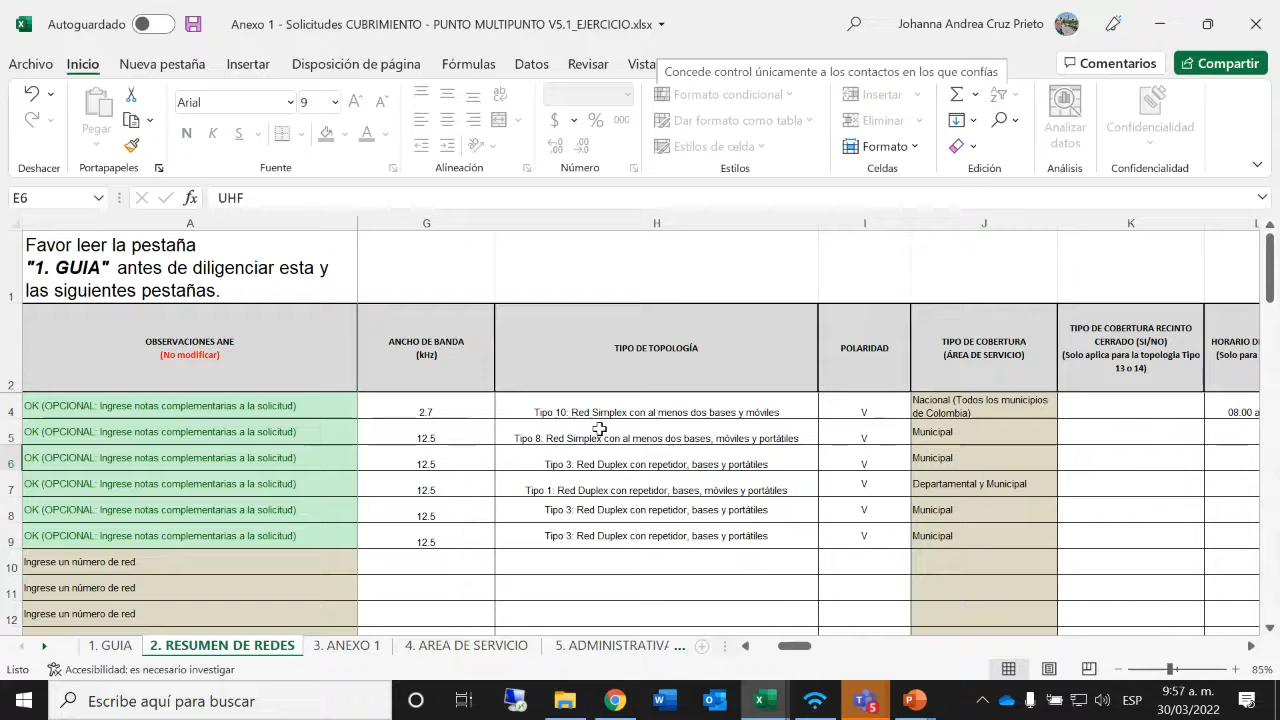 Autoguardado
Anexo 1 - Solicitudes CUBRIMIENTO - PUNTO MULTIPUNTO V5.1_EJERCICIO.xlsx
Johanna Andrea Cruz Prieto
Archivo Inicio Nueva pestaña Insertar Disposición de página Fórmulas Datos Revisar Vista
Concede control únicamente a los contactos en los que confías
Comentarios Compartir
Arial 9
Pegar
N K S
$ % 000
Formato condicional
Dar formato como tabla
Estilos de celda
Insertar
Eliminar
Formato
Analizar datos
Confidencialidad
Deshacer Portapapeles Fuente Alineación Número Estilos Celdas Edición Análisis Confidencialidad
E6 fx UHF
A G H I J K L
1 Favor leer la pestaña
"1. GUIA" antes de diligenciar esta y
las siguientes pestañas.
2 OBSERVACIONES ANE
(No modificar)
ANCHO DE BANDA
(kHz)
TIPO DE TOPOLOGÍA
POLARIDAD
TIPO DE COBERTURA
(ÁREA DE SERVICIO)
TIPO DE COBERTURA RECINTO
CERRADO (SI/NO)
(Solo aplica para la topologia Tipo
13 o 14)
HORARIO D
(Solo para
4 OK (OPCIONAL: Ingrese notas complementarias a la solicitud) 2.7 Tipo 10: Red Simplex con al menos dos bases y móviles V Nacional (Todos los municipios de Colombia) 08:00 a
5 OK (OPCIONAL: Ingrese notas complementarias a la solicitud) 12.5 Tipo 8: Red Simplex con al menos dos bases, móviles y portátiles V Municipal
6 OK (OPCIONAL: Ingrese notas complementarias a la solicitud) 12.5 Tipo 3: Red Duplex con repetidor, bases y portátiles V Municipal
7 OK (OPCIONAL: Ingrese notas complementarias a la solicitud) 12.5 Tipo 1: Red Duplex con repetidor, bases, móviles y portátiles V Departamental y Municipal
8 OK (OPCIONAL: Ingrese notas complementarias a la solicitud) 12.5 Tipo 3: Red Duplex con repetidor, bases y portátiles V Municipal
9 OK (OPCIONAL: Ingrese notas complementarias a la solicitud) 12.5 Tipo 3: Red Duplex con repetidor, bases y portátiles V Municipal
10 Ingrese un número de red
11 Ingrese un número de red
12 Ingrese un número de red
1. GUIA 2. RESUMEN DE REDES 3. ANEXO 1 4. AREA DE SERVICIO 5. ADMINISTRATIVA ...
Listo Accesibilidad: es necesario investigar 85%
Escribe aquí para buscar
ESP
9:57 a. m.
30/03/2022